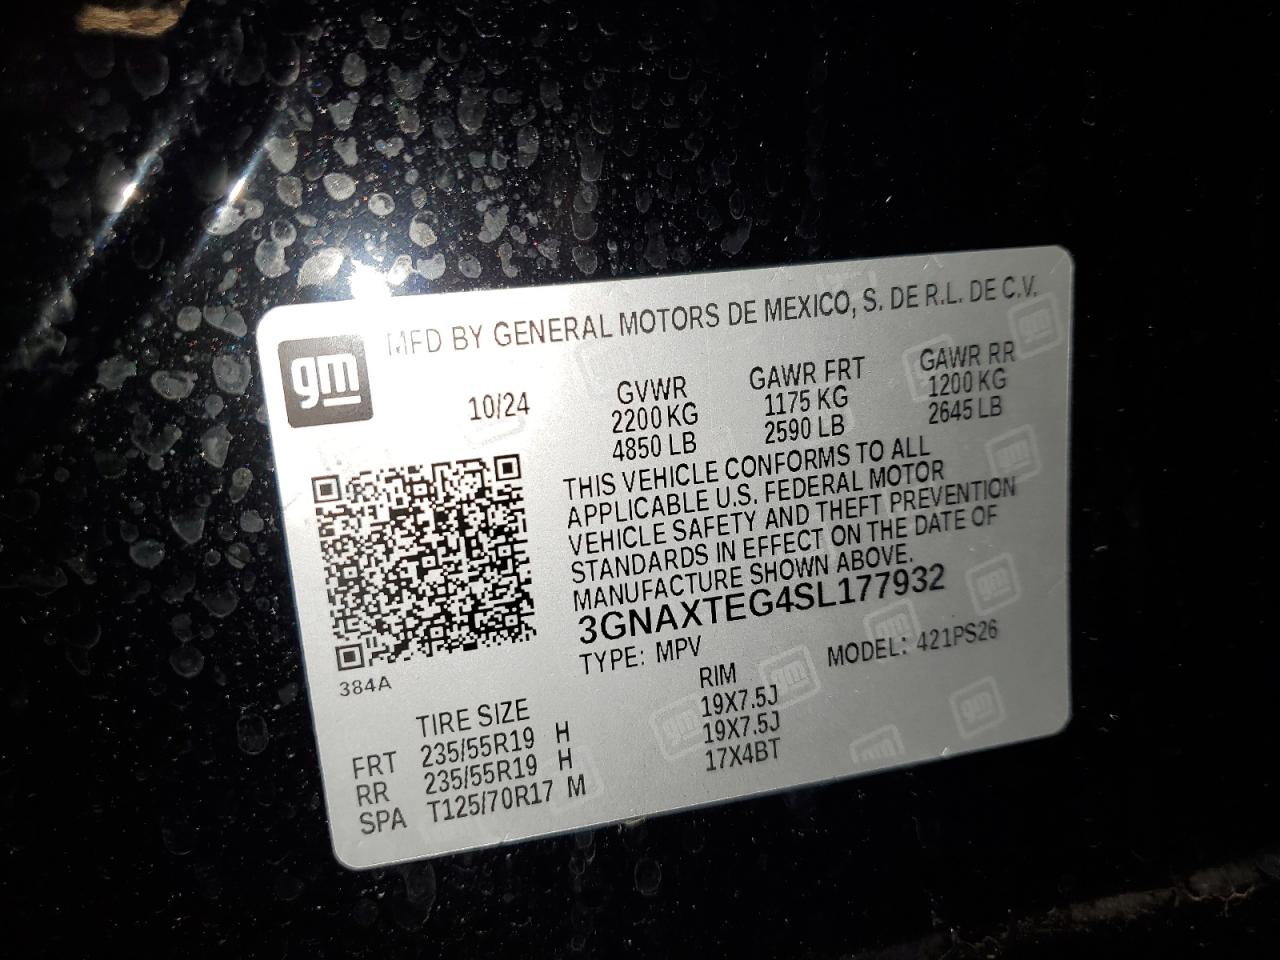 gm
MFD BY GENERAL MOTORS DE MEXICO, S. DE R.L. DE C.V.
10/24
GVWR GAWR FRT GAWR RR
2200 KG 1175 KG 1200 KG
4850 LB 2590 LB 2645 LB
THIS VEHICLE CONFORMS TO ALL
APPLICABLE U.S. FEDERAL MOTOR
VEHICLE SAFETY AND THEFT PREVENTION
STANDARDS IN EFFECT ON THE DATE OF
MANUFACTURE SHOWN ABOVE.
3GNAXTEG4SL177932
TYPE: MPV MODEL: 421PS26
384A
TIRE SIZE RIM
FRT 235/55R19 H 19X7.5J
RR 235/55R19 H 19X7.5J
SPA T125/70R17 M 17X4BT